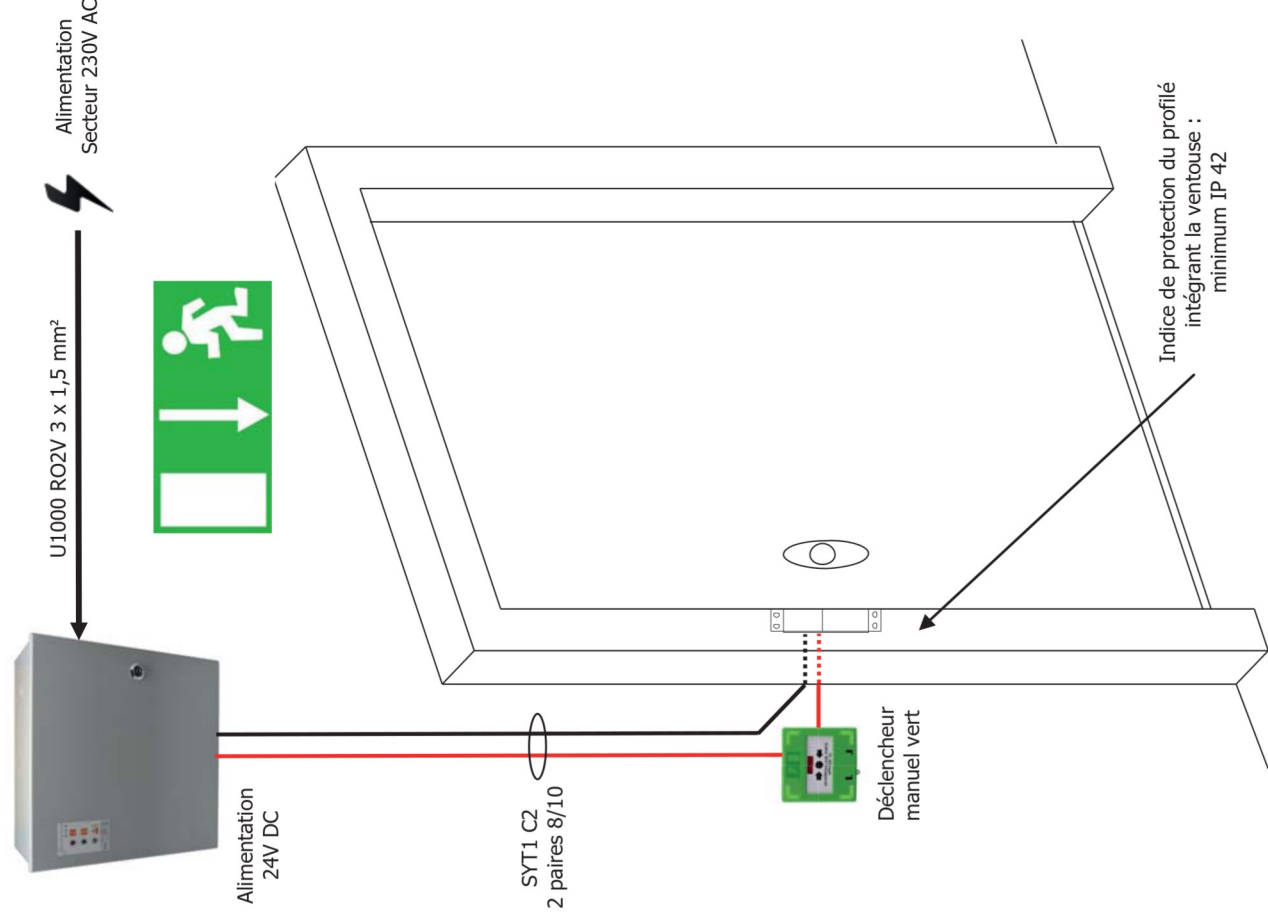 Alimentation
Secteur 230V AC
U1000 RO2V 3 x 1,5 mm²
Alimentation
24V DC
SYT1 C2
2 paires 8/10
Déclencheur
manuel vert
Indice de protection du profilé
intégrant la ventouse :
minimum IP 42